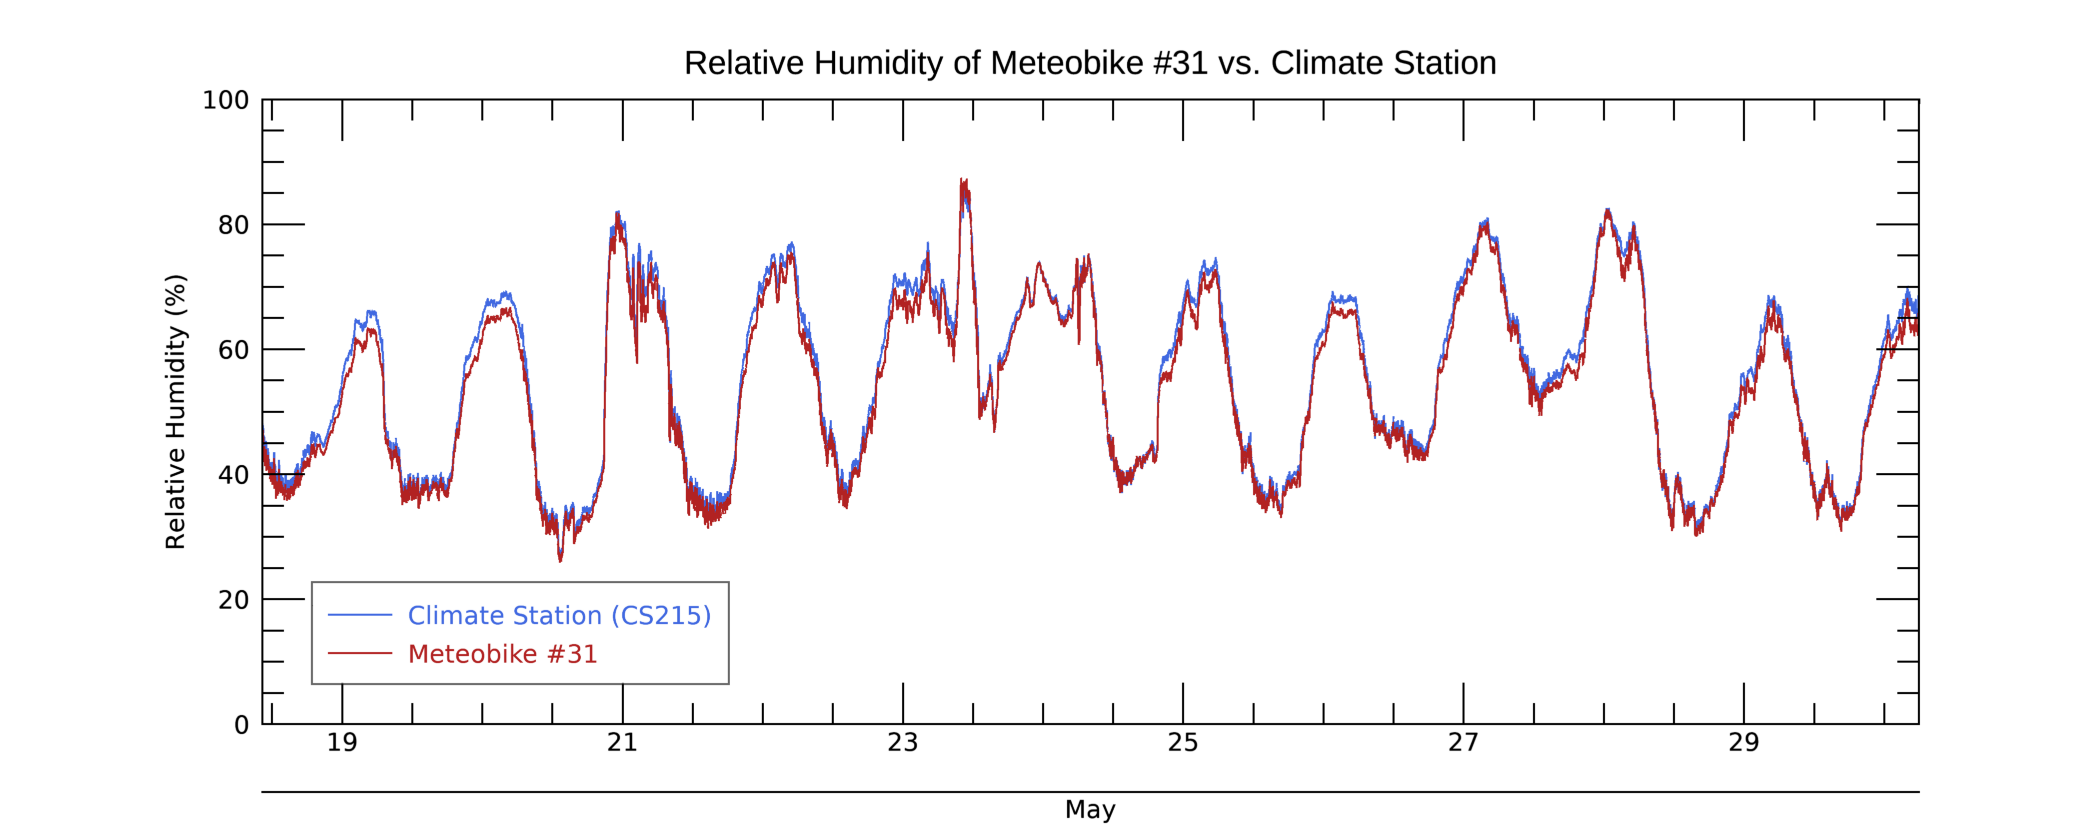 Relative Humidity of Meteobike #31 vs. Climate Station
Relative Humidity (%)
100
80
60
40
20
0
Climate Station (CS215)
Meteobike #31
19 21 23 25 27 29
May